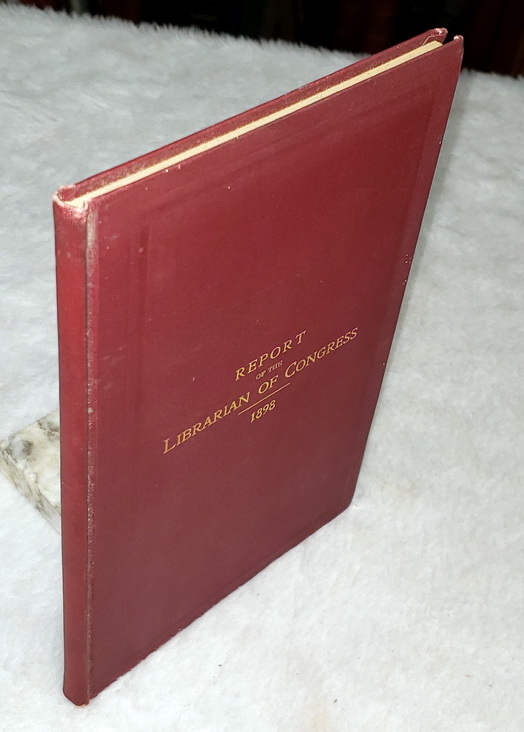 REPORT
OF THE
LIBRARIAN OF CONGRESS
1898